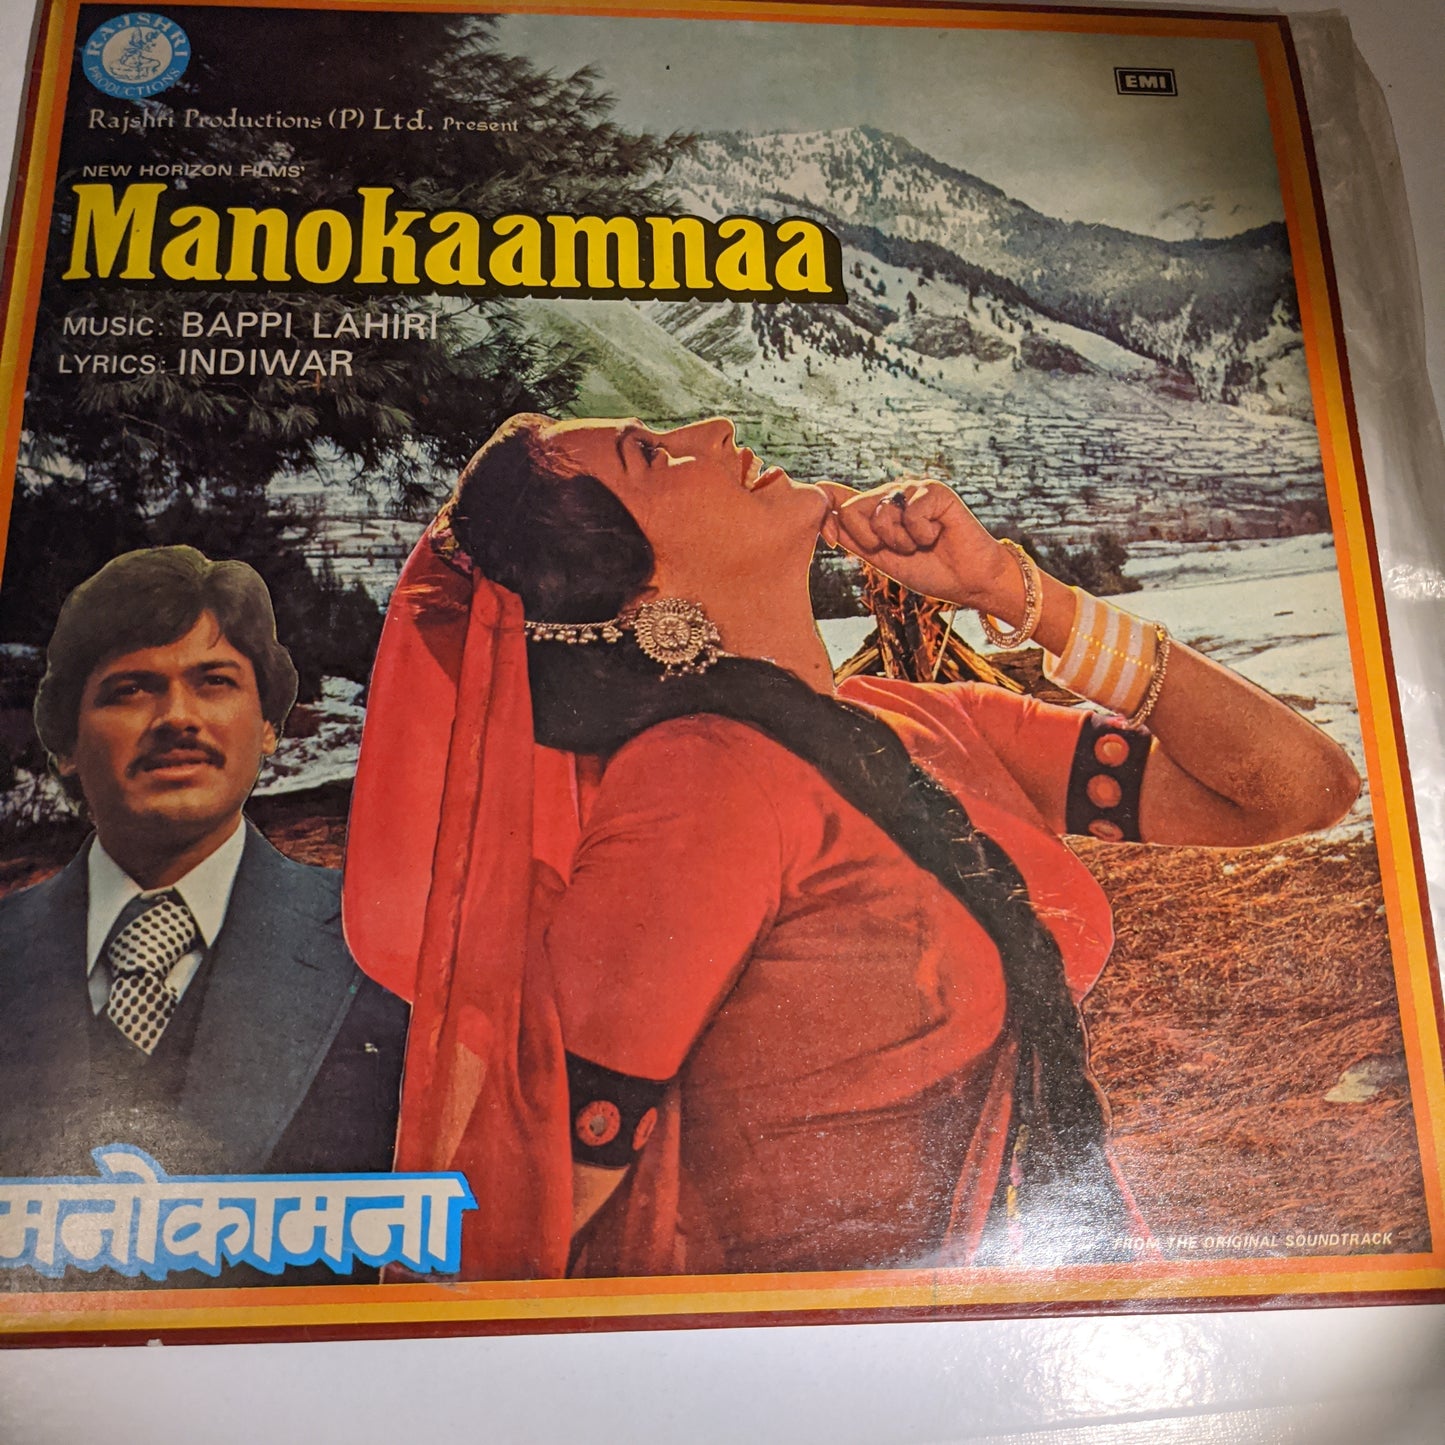 RAJSHRI PRODUCTIONS
EMI
Rajshri Productions (P) Ltd. Present
NEW HORIZON FILMS'
Manokaamnaa
MUSIC: BAPPI LAHIRI
LYRICS: INDIWAR
मनोकामना
FROM THE ORIGINAL SOUNDTRACK